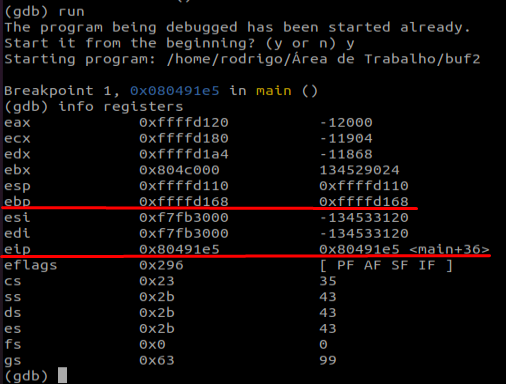 (gdb) run
The program being debugged has been started already.
Start it from the beginning? (y or n) y
Starting program: /home/rodrigo/Área de Trabalho/buf2
Breakpoint 1, 0x080491e5 in main ()
(gdb) info registers
eax 0xffffd120 -12000
ecx 0xffffd180 -11904
edx 0xffffd1a4 -11868
ebx 0x804c000 134529024
esp 0xffffd110 0xffffd110
ebp 0xffffd168 0xffffd168
esi 0xf7fb3000 -134533120
edi 0xf7fb3000 -134533120
eip 0x80491e5 0x80491e5 <main+36>
eflags 0x296 [ PF AF SF IF ]
cs 0x23 35
ss 0x2b 43
ds 0x2b 43
es 0x2b 43
fs 0x0 0
gs 0x63 99
(gdb)